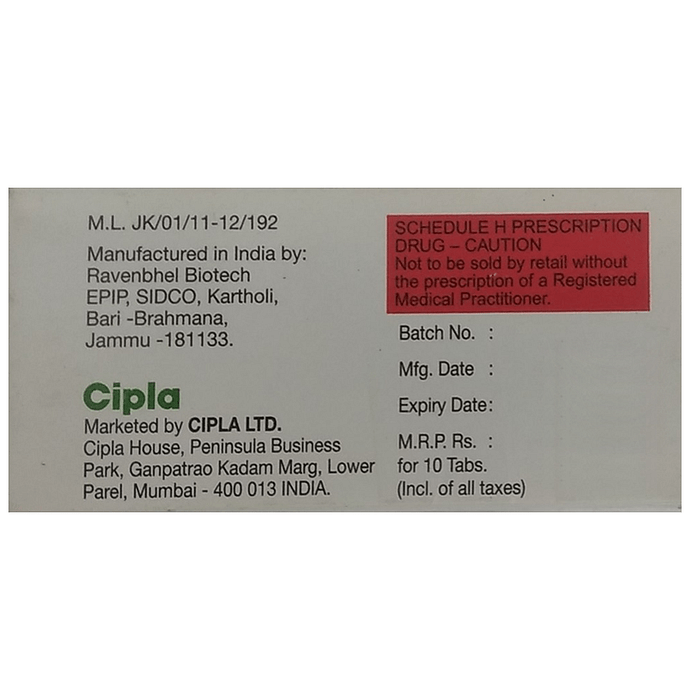 M.L. JK/01/11-12/192
Manufactured in India by:
Ravenbhel Biotech
EPIP, SIDCO, Kartholi,
Bari -Brahmana,
Jammu -181133.
Cipla
Marketed by CIPLA LTD.
Cipla House, Peninsula Business
Park, Ganpatrao Kadam Marg, Lower
Parel, Mumbai - 400 013 INDIA.
SCHEDULE H PRESCRIPTION
DRUG – CAUTION
Not to be sold by retail without
the prescription of a Registered
Medical Practitioner.
Batch No. :
Mfg. Date :
Expiry Date:
M.R.P. Rs. :
for 10 Tabs.
(Incl. of all taxes)